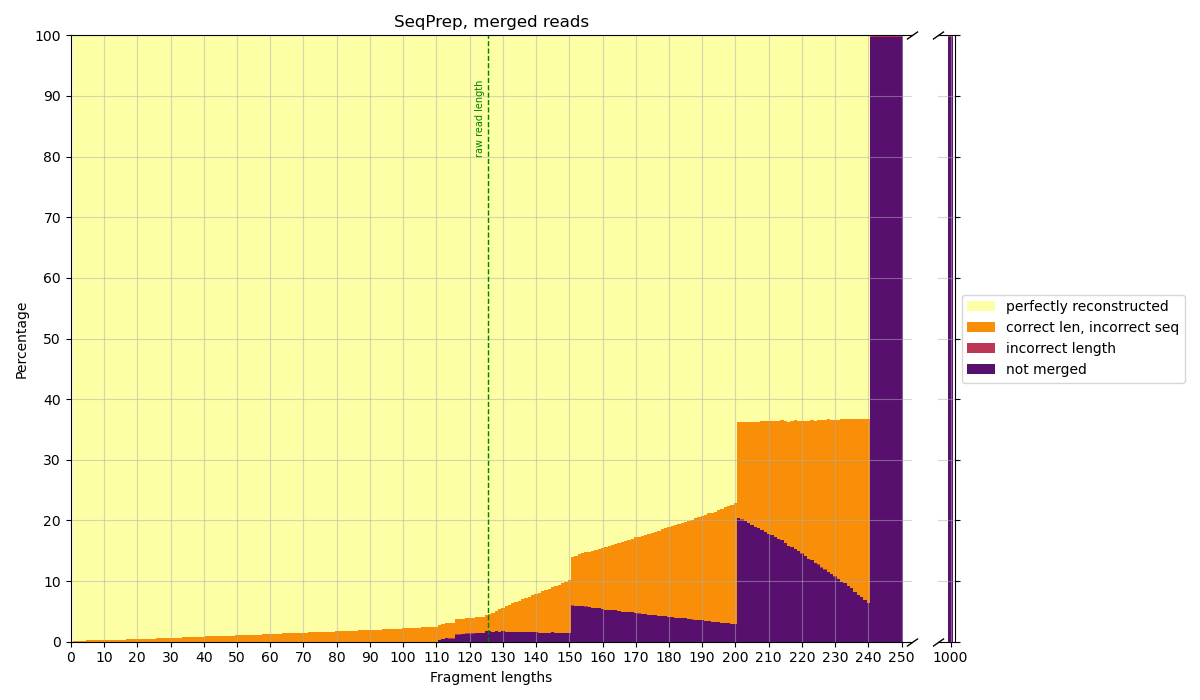 SeqPrep, merged reads
100
90
80
70
60
50
40
30
20
10
0
Percentage
raw read length
0 10 20 30 40 50 60 70 80 90 100 110 120 130 140 150 160 170 180 190 200 210 220 230 240 250 1000
Fragment lengths
perfectly reconstructed
correct len, incorrect seq
incorrect length
not merged